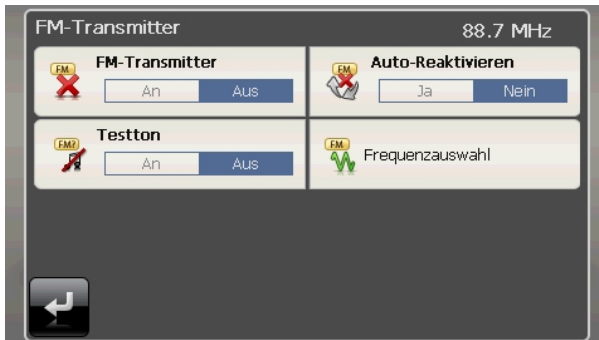 FM-Transmitter 88.7 MHz
FM FM-Transmitter
An Aus
FM Auto-Reaktivieren
Ja Nein
FM? Testton
An Aus
FM Frequenzauswahl